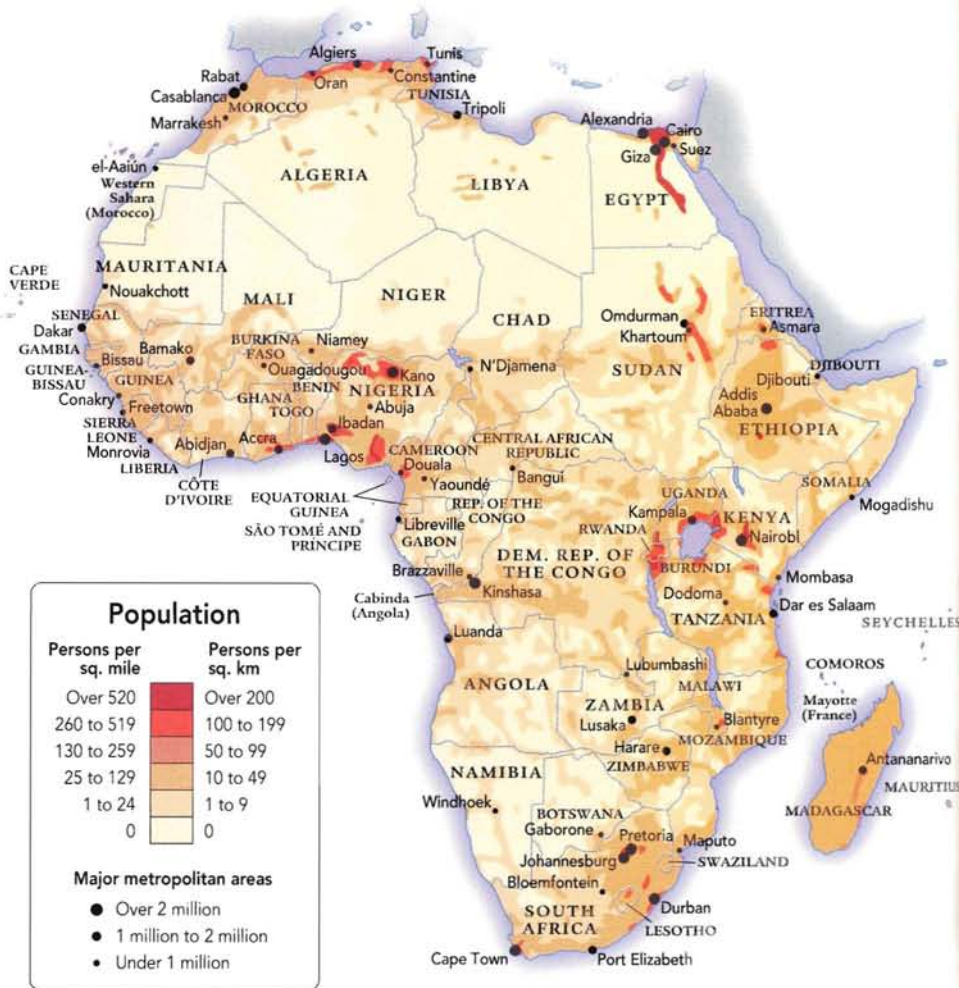 Algiers
Tunis
Rabat
Oran
Constantine
Casablanca
TUNISIA
MOROCCO
Tripoli
Marrakesh
Alexandria
Cairo
Giza
Suez
el-Aaiún
Western
Sahara
(Morocco)
ALGERIA
LIBYA
EGYPT
CAPE
VERDE
MAURITANIA
Nouakchott
MALI
NIGER
CHAD
SENEGAL
Dakar
GAMBIA
Bissau
GUINEA-
BISSAU
Bamako
BURKINA
FASO
Niamey
Ouagadougou
BENIN
NIGERIA
Kano
N'Djamena
Omdurman
Khartoum
SUDAN
ERITREA
Asmara
DJIBOUTI
Djibouti
GUINEA
Conakry
Freetown
SIERRA
LEONE
Monrovia
LIBERIA
GHANA
TOGO
Abuja
Ibadan
Abidjan
Accra
Lagos
CÔTE
D'IVOIRE
Addis
Ababa
ETHIOPIA
CAMEROON
Douala
Yaoundé
CENTRAL AFRICAN
REPUBLIC
Bangui
SOMALIA
Mogadishu
EQUATORIAL
GUINEA
SÃO TOMÉ AND
PRÍNCIPE
REP. OF THE
CONGO
Libreville
GABON
UGANDA
Kampala
KENYA
Nairobl
RWANDA
DEM. REP. OF
THE CONGO
BURUNDI
Brazzaville
Kinshasa
Cabinda
(Angola)
Mombasa
Dodoma
TANZANIA
Dar es Salaam
SEYCHELLES
Luanda
COMOROS
Lubumbashi
MALAWI
ANGOLA
ZAMBIA
Lusaka
Mayotte
(France)
Blantyre
MOZAMBIQUE
Harare
ZIMBABWE
Antananarivo
MAURITIUS
MADAGASCAR
NAMIBIA
Windhoek
BOTSWANA
Gaborone
Pretoria
Maputo
Johannesburg
SWAZILAND
Bloemfontein
SOUTH
AFRICA
Durban
LESOTHO
Cape Town
Port Elizabeth
Population
Persons per
sq. mile
Persons per
sq. km
Over 520 Over 200
260 to 519 100 to 199
130 to 259 50 to 99
25 to 129 10 to 49
1 to 24 1 to 9
0 0
Major metropolitan areas
Over 2 million
1 million to 2 million
Under 1 million